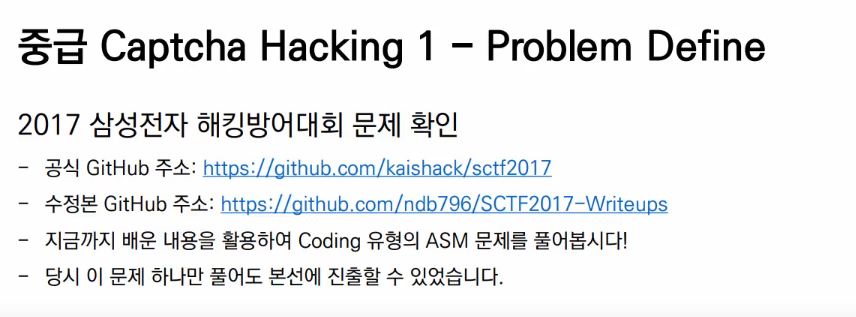 중급 Captcha Hacking 1 – Problem Define
2017 삼성전자 해킹방어대회 문제 확인
- 공식 GitHub 주소: https://github.com/kaishack/sctf2017
- 수정본 GitHub 주소: https://github.com/ndb796/SCTF2017-Writeups
- 지금까지 배운 내용을 활용하여 Coding 유형의 ASM 문제를 풀어봅시다!
- 당시 이 문제 하나만 풀어도 본선에 진출할 수 있었습니다.